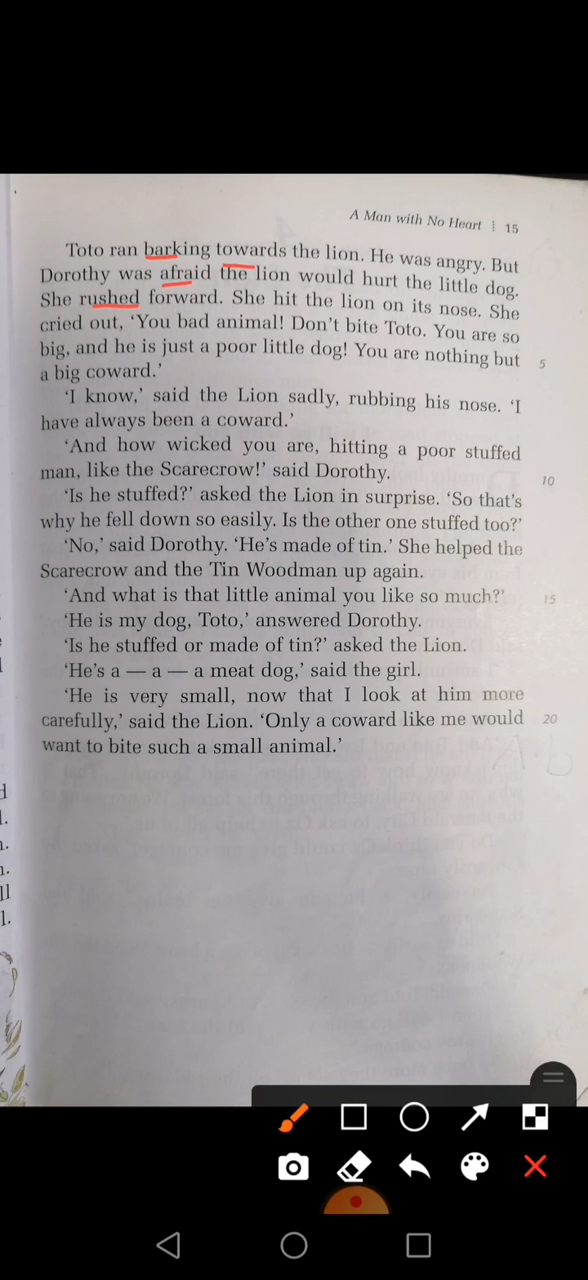 A Man with No Heart ┊ 15
Toto ran barking towards the lion. He was angry. But
Dorothy was afraid the lion would hurt the little dog.
She rushed forward. She hit the lion on its nose. She
cried out, ‘You bad animal! Don’t bite Toto. You are so
big, and he is just a poor little dog! You are nothing but 5
a big coward.’
‘I know,’ said the Lion sadly, rubbing his nose. ‘I
have always been a coward.’
‘And how wicked you are, hitting a poor stuffed
man, like the Scarecrow!’ said Dorothy. 10
‘Is he stuffed?’ asked the Lion in surprise. ‘So that’s
why he fell down so easily. Is the other one stuffed too?’
‘No,’ said Dorothy. ‘He’s made of tin.’ She helped the
Scarecrow and the Tin Woodman up again.
‘And what is that little animal you like so much?’ 15
‘He is my dog, Toto,’ answered Dorothy.
‘Is he stuffed or made of tin?’ asked the Lion.
‘He’s a — a — a meat dog,’ said the girl.
‘He is very small, now that I look at him more
carefully,’ said the Lion. ‘Only a coward like me would 20
want to bite such a small animal.’